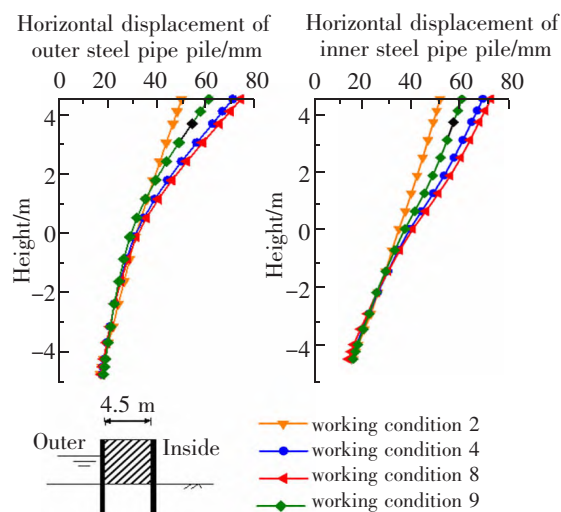 Horizontal displacement of
outer steel pipe pile/mm
0 20 40 60 80
Height/m
4
2
0
−2
−4
Horizontal displacement of
inner steel pipe pile/mm
0 20 40 60 80
Height/m
4
2
0
−2
−4
4.5 m
Outer
Inside
working condition 2
working condition 4
working condition 8
working condition 9